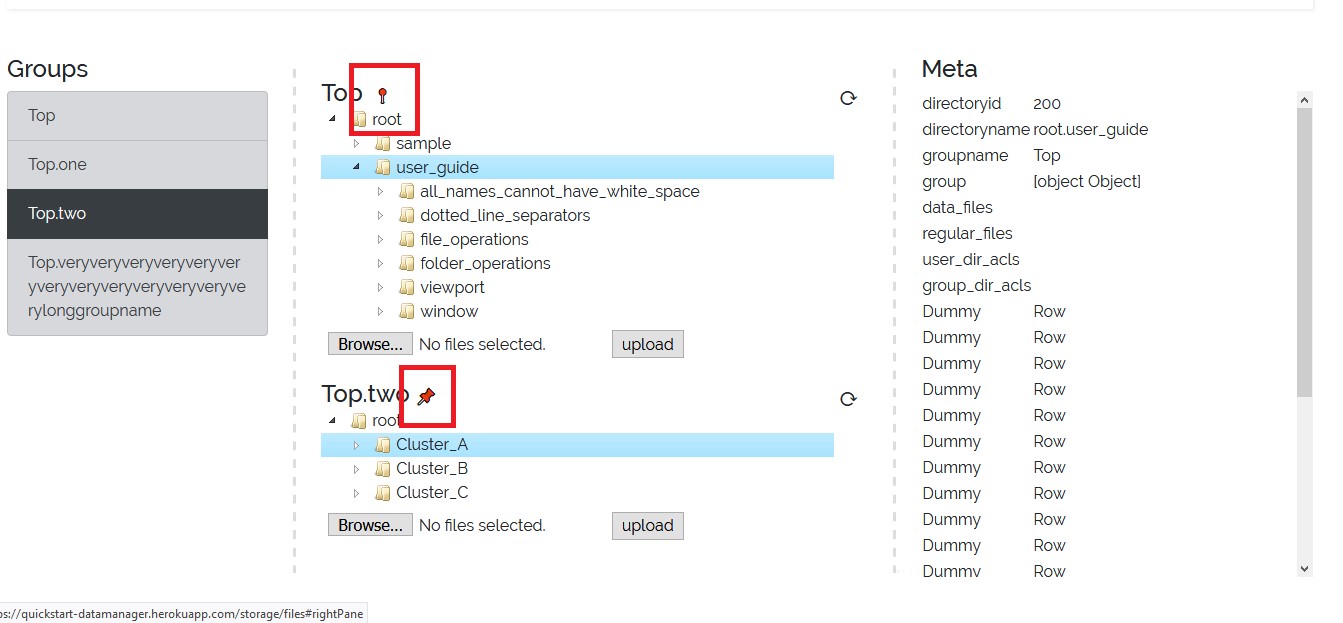 Groups
Top
Top.one
Top.two
Top.veryveryveryveryveryver
yveryveryveryveryveryveryve
rylonggroupname
Top
root
sample
user_guide
all_names_cannot_have_white_space
dotted_line_separators
file_operations
folder_operations
viewport
window
Browse... No files selected. upload
Top.two
root
Cluster_A
Cluster_B
Cluster_C
Browse... No files selected. upload
Meta
directoryid 200
directoryname root.user_guide
groupname Top
group [object Object]
data_files
regular_files
user_dir_acls
group_dir_acls
Dummy Row
Dummy Row
Dummy Row
Dummy Row
Dummy Row
Dummy Row
Dummy Row
Dummy Row
Dummy Row
Dummy Row
Dummy Row
ps://quickstart-datamanager.herokuapp.com/storage/files#rightPane